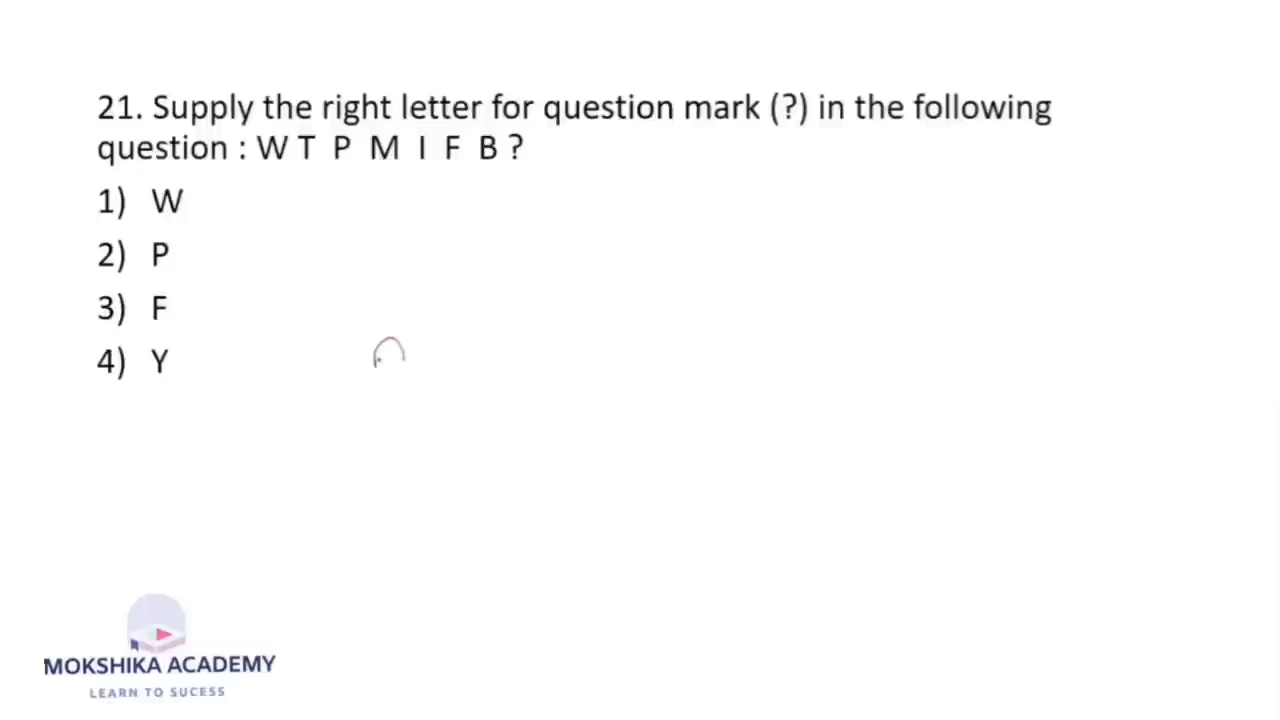 21. Supply the right letter for question mark (?) in the following
question : W T P M I F B ?
1) W
2) P
3) F
4) Y
MOKSHIKA ACADEMY
LEARN TO SUCESS